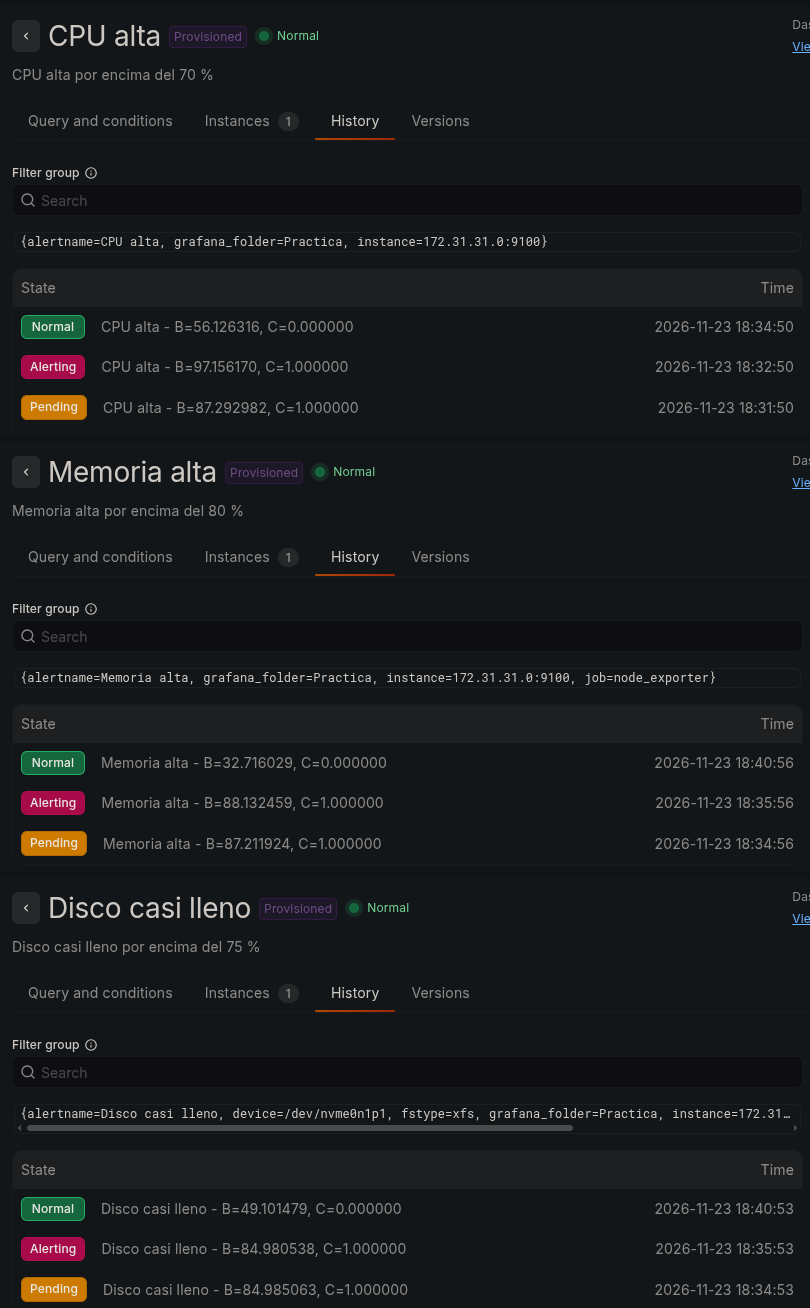 CPU alta Provisioned Normal
CPU alta por encima del 70 %
Query and conditions Instances 1 History Versions
Filter group
Search
{alertname=CPU alta, grafana_folder=Practica, instance=172.31.31.0:9100}
State Time
Normal CPU alta - B=56.126316, C=0.000000 2026-11-23 18:34:50
Alerting CPU alta - B=97.156170, C=1.000000 2026-11-23 18:32:50
Pending CPU alta - B=87.292982, C=1.000000 2026-11-23 18:31:50
Memoria alta Provisioned Normal
Memoria alta por encima del 80 %
Query and conditions Instances 1 History Versions
Filter group
Search
{alertname=Memoria alta, grafana_folder=Practica, instance=172.31.31.0:9100, job=node_exporter}
State Time
Normal Memoria alta - B=32.716029, C=0.000000 2026-11-23 18:40:56
Alerting Memoria alta - B=88.132459, C=1.000000 2026-11-23 18:35:56
Pending Memoria alta - B=87.211924, C=1.000000 2026-11-23 18:34:56
Disco casi lleno Provisioned Normal
Disco casi lleno por encima del 75 %
Query and conditions Instances 1 History Versions
Filter group
Search
{alertname=Disco casi lleno, device=/dev/nvme0n1p1, fstype=xfs, grafana_folder=Practica, instance=172.31…
State Time
Normal Disco casi lleno - B=49.101479, C=0.000000 2026-11-23 18:40:53
Alerting Disco casi lleno - B=84.980538, C=1.000000 2026-11-23 18:35:53
Pending Disco casi lleno - B=84.985063, C=1.000000 2026-11-23 18:34:53